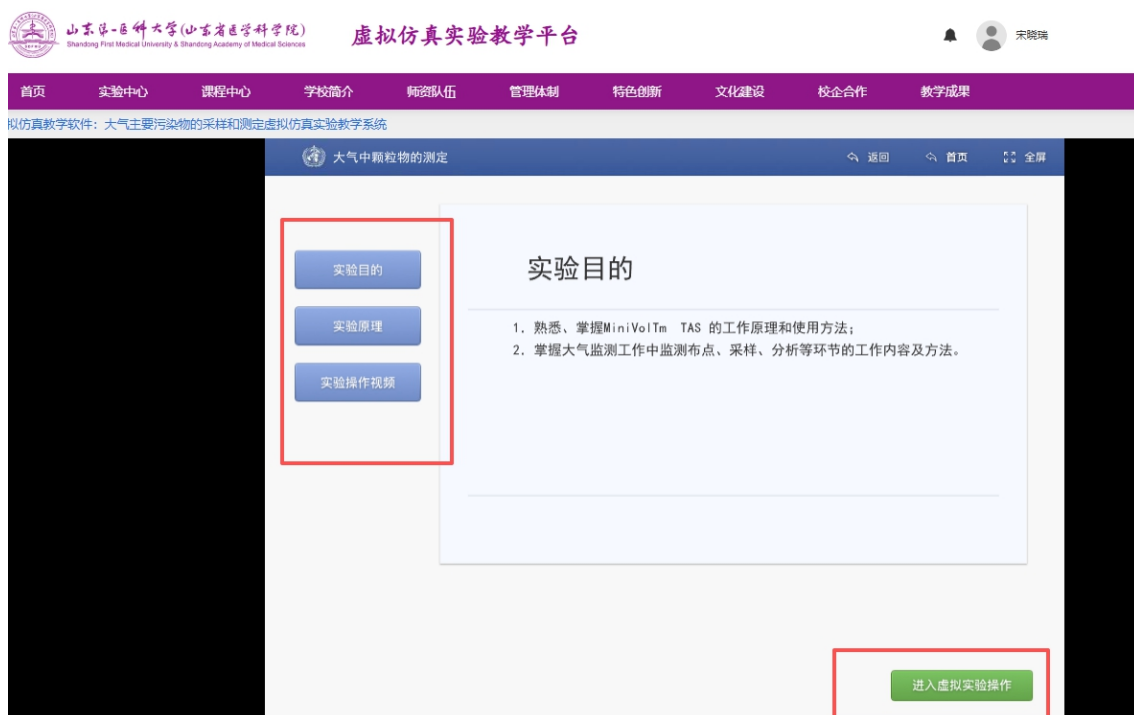 山东第一医科大学(山东省医学科学院)
Shandong First Medical University & Shandong Academy of Medical Sciences
虚拟仿真实验教学平台
宋晓瑞
首页 实验中心 课程中心 学校简介 师资队伍 管理体制 特色创新 文化建设 校企合作 教学成果
拟仿真教学软件：大气主要污染物的采样和测定虚拟仿真实验教学系统
大气中颗粒物的测定
返回 首页 全屏
实验目的
实验原理
实验操作视频
实验目的
1. 熟悉、掌握MiniVolTm TAS 的工作原理和使用方法；
2. 掌握大气监测工作中监测布点、采样、分析等环节的工作内容及方法。
进入虚拟实验操作